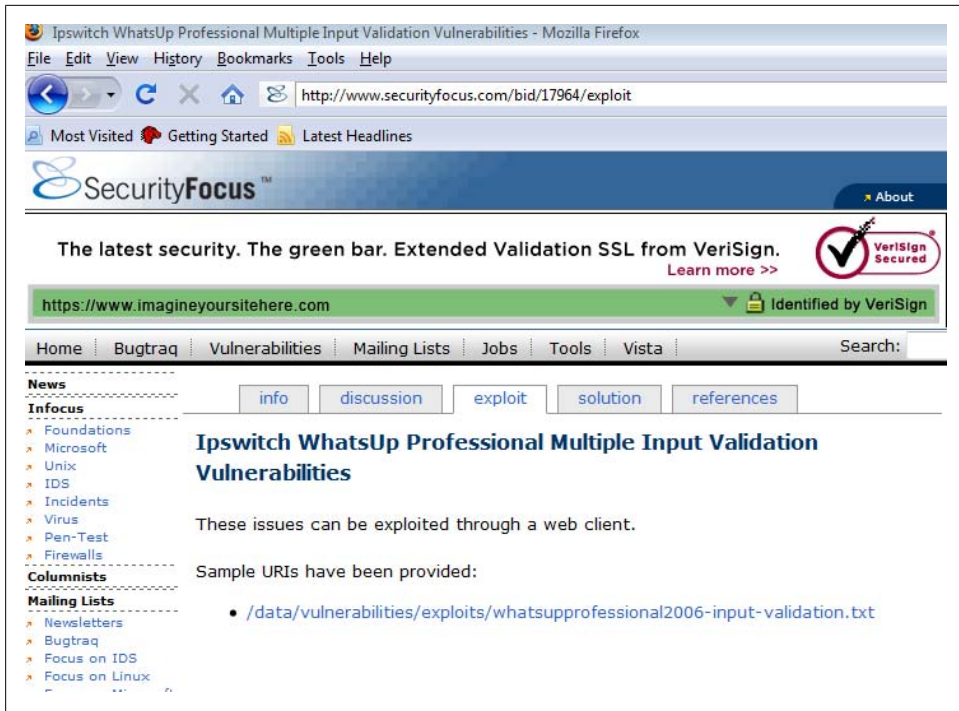 Ipswitch WhatsUp Professional Multiple Input Validation Vulnerabilities - Mozilla Firefox
File Edit View History Bookmarks Tools Help
http://www.securityfocus.com/bid/17964/exploit
Most Visited Getting Started Latest Headlines
SecurityFocus™
About
The latest security. The green bar. Extended Validation SSL from VeriSign.
Learn more >>
VeriSign
Secured
https://www.imagineyoursitehere.com
Identified by VeriSign
Home Bugtraq Vulnerabilities Mailing Lists Jobs Tools Vista Search:
News
Infocus
Foundations
Microsoft
Unix
IDS
Incidents
Virus
Pen-Test
Firewalls
Columnists
Mailing Lists
Newsletters
Bugtraq
Focus on IDS
Focus on Linux
info discussion exploit solution references
Ipswitch WhatsUp Professional Multiple Input Validation
Vulnerabilities
These issues can be exploited through a web client.
Sample URIs have been provided:
• /data/vulnerabilities/exploits/whatsupprofessional2006-input-validation.txt